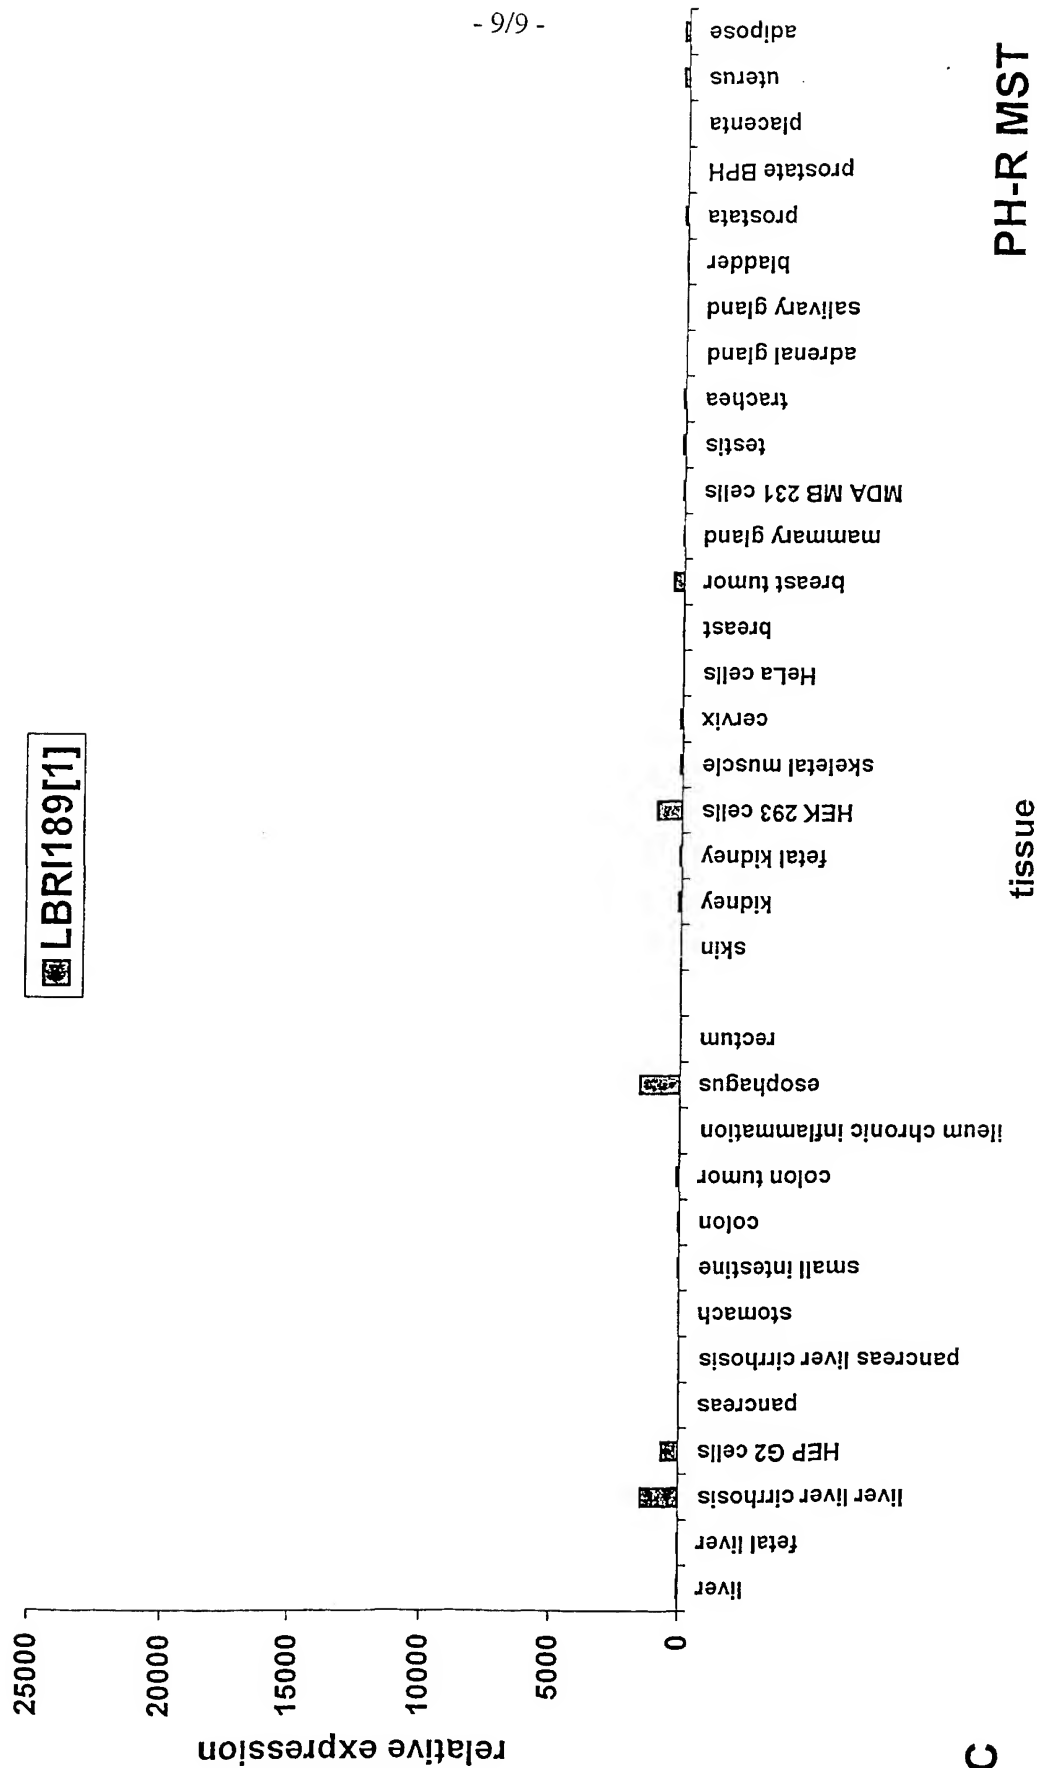 - 9/9 -
LBRI189[1]
relative expression
25000
20000
15000
10000
5000
0
liver
fetal liver
liver liver cirrhosis
HEP G2 cells
pancreas
pancreas liver cirrhosis
stomach
small intestine
colon
colon tumor
ileum chronic inflammation
esophagus
rectum
skin
kidney
fetal kidney
HEK 293 cells
skeletal muscle
cervix
HeLa cells
breast
breast tumor
mammary gland
MDA MB 231 cells
testis
trachea
adrenal gland
salivary gland
bladder
prostata
prostate BPH
placenta
uterus
adipose
tissue
C
PH-R MST